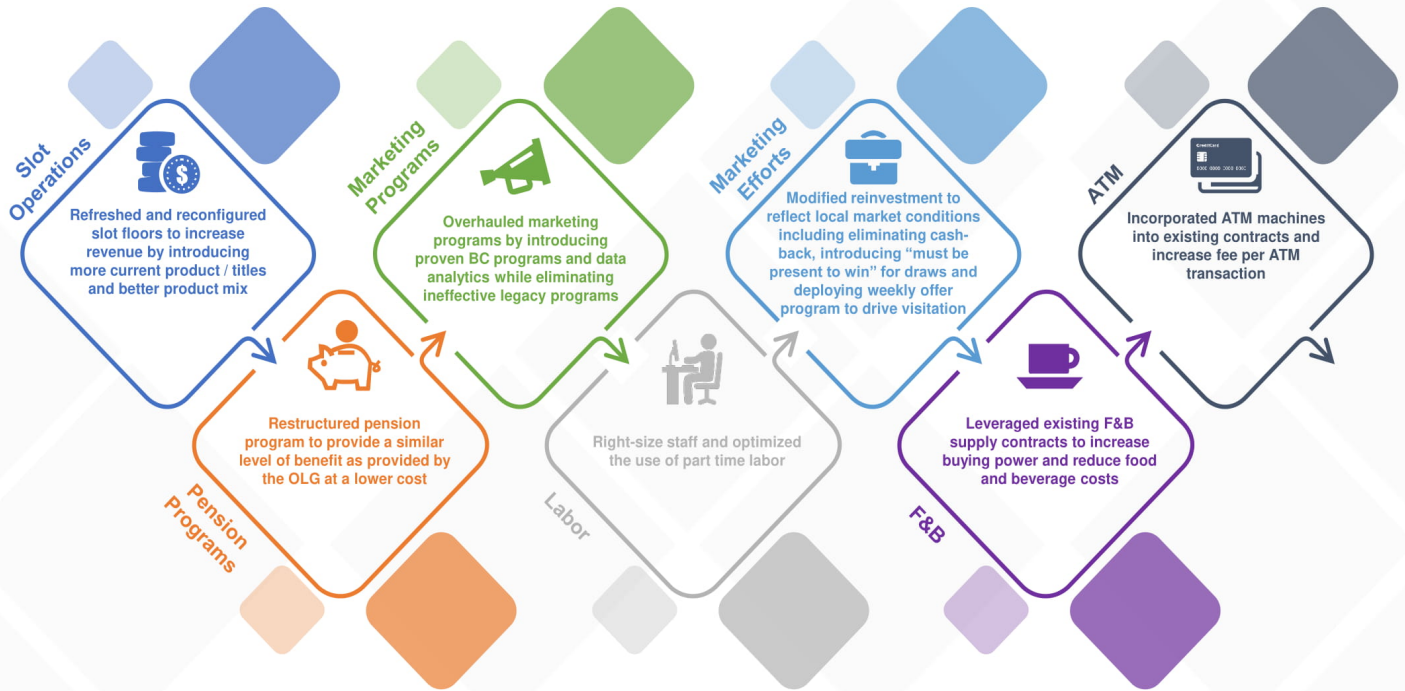 Slot
Operations
Refreshed and reconfigured
slot floors to increase
revenue by introducing
more current product / titles
and better product mix
Pension
Programs
Restructured pension
program to provide a similar
level of benefit as provided by
the OLG at a lower cost
Marketing
Programs
Overhauled marketing
programs by introducing
proven BC programs and data
analytics while eliminating
ineffective legacy programs
Labor
Right-size staff and optimized
the use of part time labor
Marketing
Efforts
Modified reinvestment to
reflect local market conditions
including eliminating cash-
back, introducing “must be
present to win” for draws and
deploying weekly offer
program to drive visitation
F&B
Leveraged existing F&B
supply contracts to increase
buying power and reduce food
and beverage costs
ATM
Incorporated ATM machines
into existing contracts and
increase fee per ATM
transaction